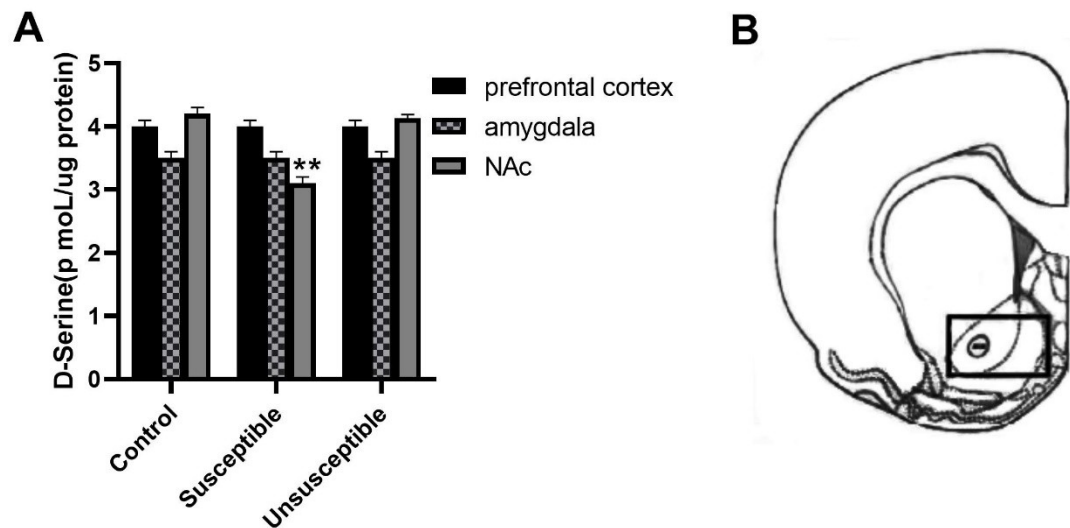 A
D-Serine(p moL/ug protein)
5
4
3
2
1
0
**
Control
Susceptible
Unsusceptible
prefrontal cortex
amygdala
NAc
B